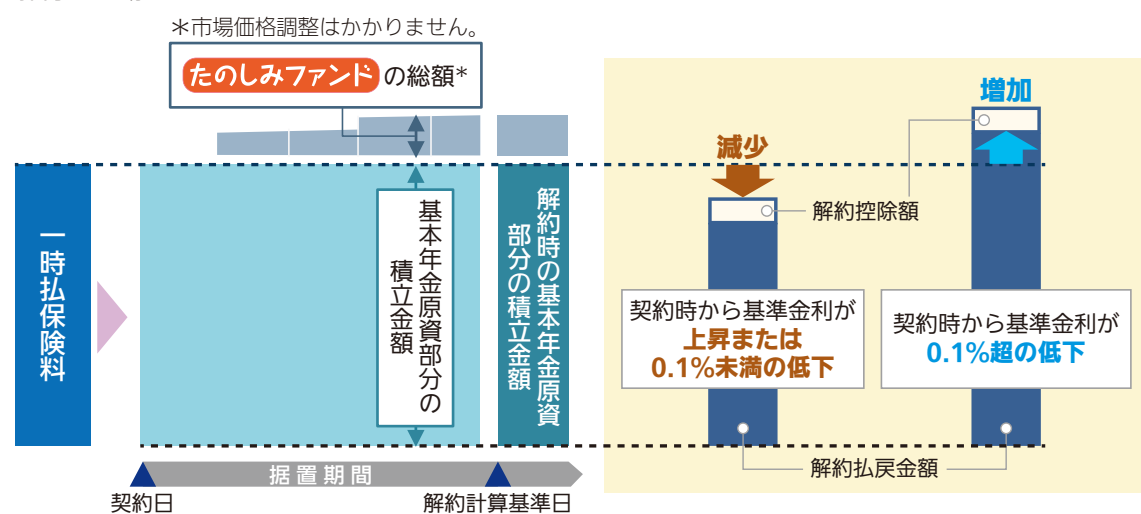 ＊市場価格調整はかかりません。
たのしみファンドの総額*
一時払保険料
基本年金原資部分の
積立金額
解約時の基本年金原資
部分の積立金額
据置期間
契約日
解約計算基準日
減少
増加
解約控除額
契約時から基準金利が
上昇または
0.1%未満の低下
契約時から基準金利が
0.1%超の低下
解約払戻金額